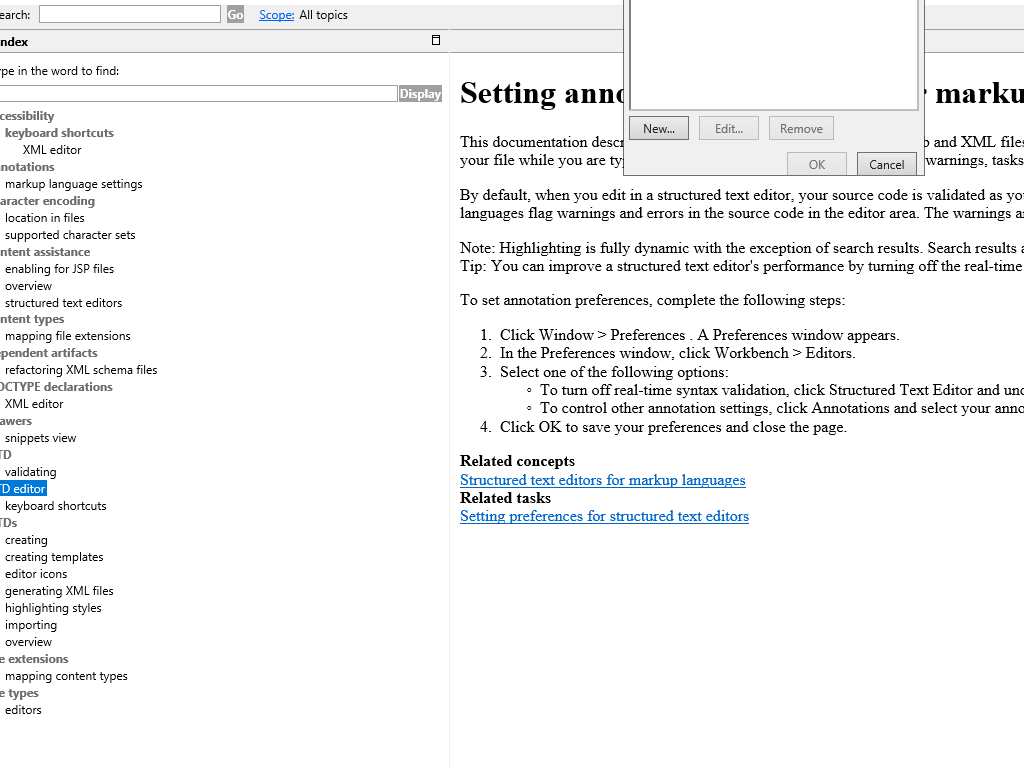 earch:
Go
Scope: All topics
ndex
ype in the word to find:
Display
cessibility
keyboard shortcuts
XML editor
notations
markup language settings
aracter encoding
location in files
supported character sets
ntent assistance
enabling for JSP files
overview
structured text editors
ntent types
mapping file extensions
ependent artifacts
refactoring XML schema files
OCTYPE declarations
XML editor
awers
snippets view
TD
validating
TD editor
keyboard shortcuts
TDs
creating
creating templates
editor icons
generating XML files
highlighting styles
importing
overview
e extensions
mapping content types
e types
editors
New...
Edit...
Remove
OK
Cancel
Setting anno r marku
This documentation descr b and XML files
your file while you are ty warnings, tasks
By default, when you edit in a structured text editor, your source code is validated as you
languages flag warnings and errors in the source code in the editor area. The warnings a
Note: Highlighting is fully dynamic with the exception of search results. Search results a
Tip: You can improve a structured text editor's performance by turning off the real-time
To set annotation preferences, complete the following steps:
1. Click Window > Preferences . A Preferences window appears.
2. In the Preferences window, click Workbench > Editors.
3. Select one of the following options:
◦ To turn off real-time syntax validation, click Structured Text Editor and unc
◦ To control other annotation settings, click Annotations and select your anno
4. Click OK to save your preferences and close the page.
Related concepts
Structured text editors for markup languages
Related tasks
Setting preferences for structured text editors